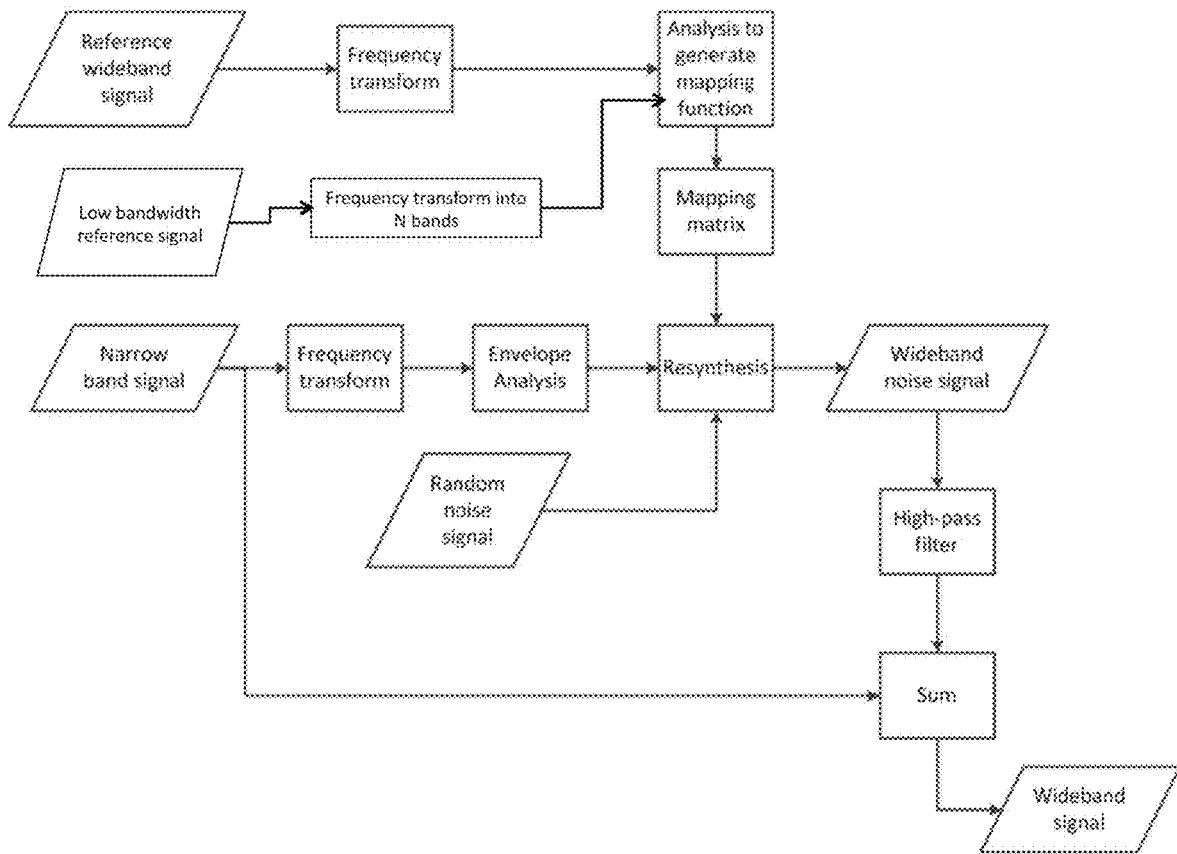 Reference
wideband
signal
Frequency
transform
Analysis to
generate
mapping
function
Low bandwidth
reference signal
Frequency transform into
N bands
Mapping
matrix
Narrow
band signal
Frequency
transform
Envelope
Analysis
Resynthesis
Wideband
noise signal
Random
noise
signal
High-pass
filter
Sum
Wideband
signal